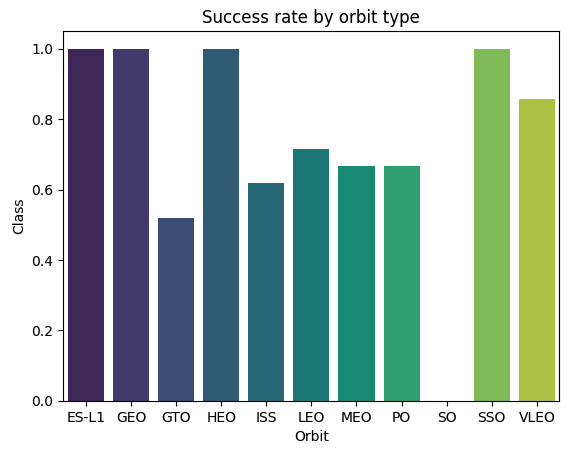 Success rate by orbit type
Class
1.0
0.8
0.6
0.4
0.2
0.0
ES-L1 GEO GTO HEO ISS LEO MEO PO SO SSO VLEO
Orbit